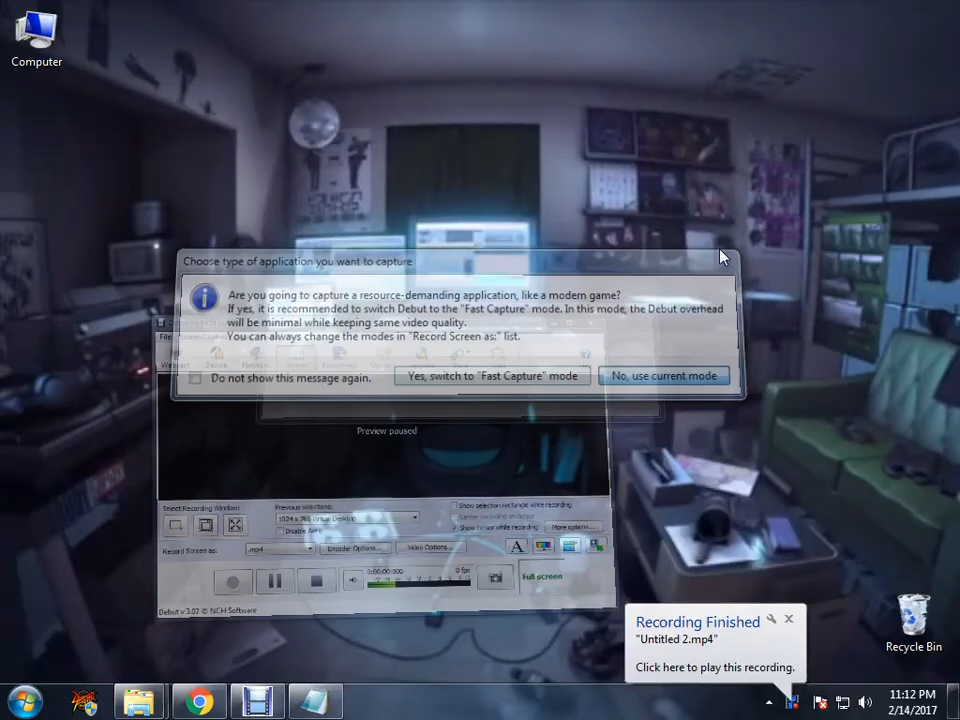 Computer
Choose type of application you want to capture
Are you going to capture a resource-demanding application, like a modern game?
If yes, it is recommended to switch Debut to the "Fast Capture" mode. In this mode, the Debut overhead
will be minimal while keeping same video quality.
You can always change the modes in "Record Screen as:" list.
File
Do not show this message again.
Yes, switch to "Fast Capture" mode
No, use current mode
Preview paused
Select Recording Window:
Previous selections:
1024 x 768 Virtual Desktop
Disable Aero
Show selection rectangle while recording
Center recording on cursor
Show cursor while recording
More options...
Record Screen as:
.mp4
Encoder Options...
Video Options...
A
0:00:00:000
0 fps
Full screen
Debut v 3.07 © NCH Software
Recording Finished
"Untitled 2.mp4"
Click here to play this recording.
Recycle Bin
11:12 PM
2/14/2017